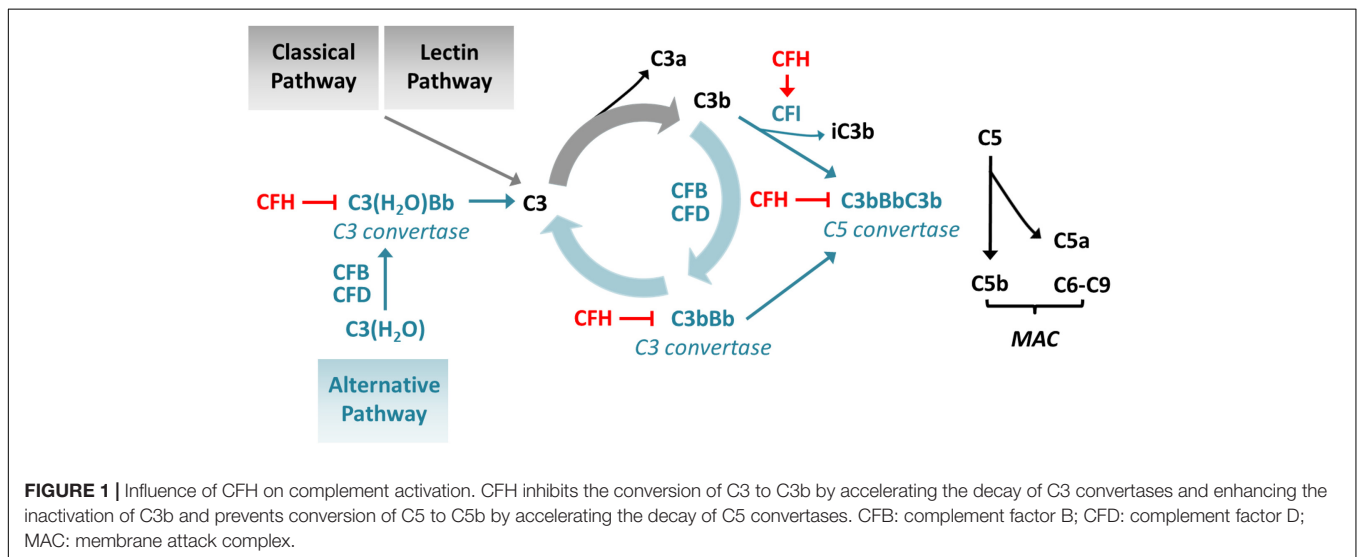 Classical
Pathway
Lectin
Pathway
C3a
C3b
CFH
CFI
iC3b
C5
CFH
C3(H₂O)Bb
C3 convertase
C3
CFB
CFD
CFH
C3bBbC3b
C5 convertase
C5a
C5b
C6-C9
MAC
CFB
CFD
C3(H₂O)
CFH
C3bBb
C3 convertase
Alternative
Pathway
FIGURE 1 | Influence of CFH on complement activation. CFH inhibits the conversion of C3 to C3b by accelerating the decay of C3 convertases and enhancing the
inactivation of C3b and prevents conversion of C5 to C5b by accelerating the decay of C5 convertases. CFB: complement factor B; CFD: complement factor D;
MAC: membrane attack complex.